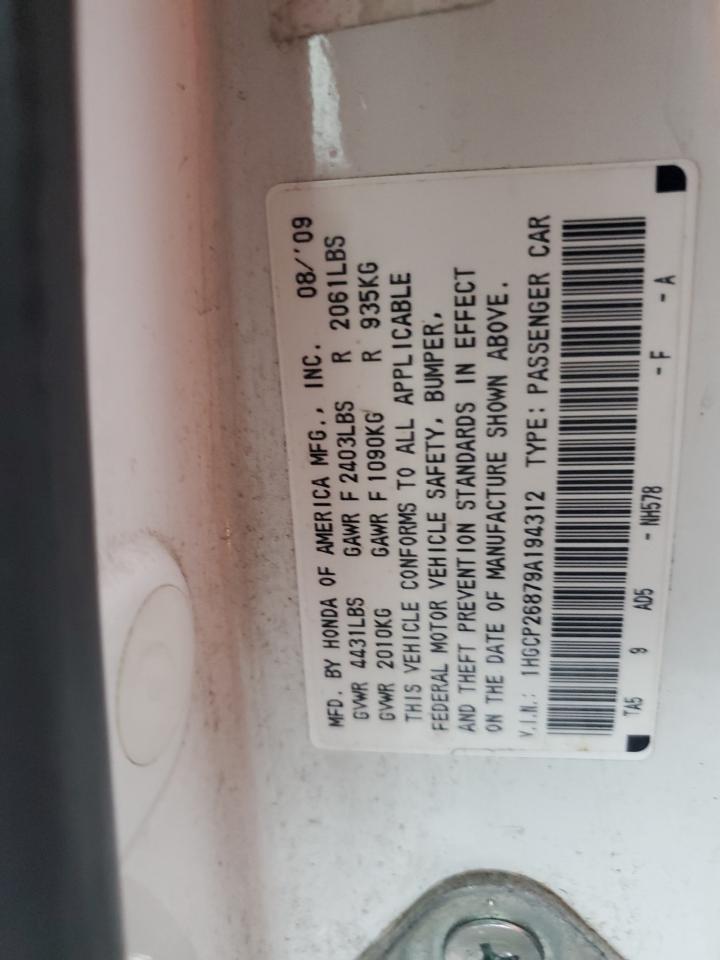 MFD. BY HONDA OF AMERICA MFG., INC. 08/'09
GVWR 4431LBS GAWR F 2403LBS R 2061LBS
GVWR 2010KG GAWR F 1090KG R 935KG
THIS VEHICLE CONFORMS TO ALL APPLICABLE
FEDERAL MOTOR VEHICLE SAFETY, BUMPER,
AND THEFT PREVENTION STANDARDS IN EFFECT
ON THE DATE OF MANUFACTURE SHOWN ABOVE.
V.I.N.: 1HGCP26879A194312 TYPE: PASSENGER CAR
TA5 9 AD5 - NH578 - F - A